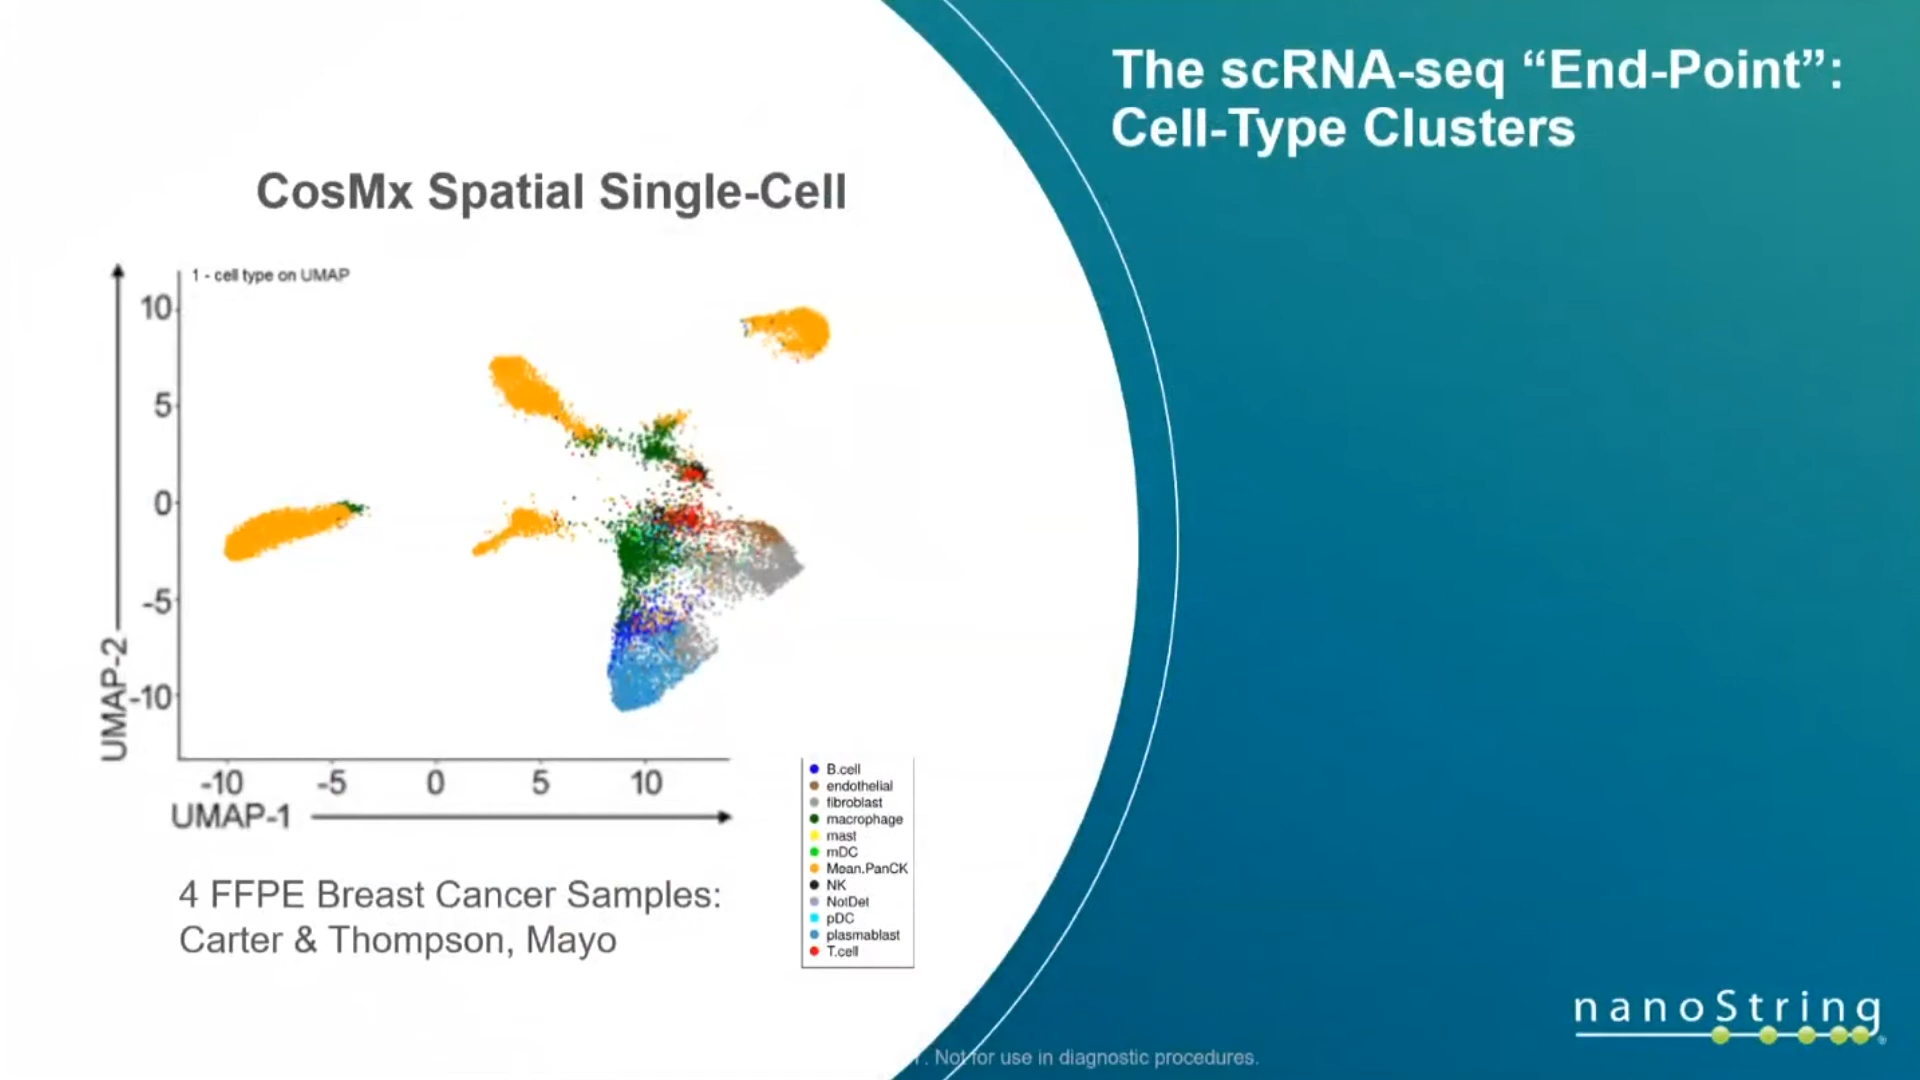 The scRNA-seq “End-Point”:
Cell-Type Clusters
CosMx Spatial Single-Cell
1 - cell type on UMAP
10
5
0
-5
-10
UMAP-2
-10
-5
0
5
10
UMAP-1
B.cell
endothelial
fibroblast
macrophage
mast
mDC
Mean.PanCK
NK
NotDet
pDC
plasmablast
T.cell
4 FFPE Breast Cancer Samples:
Carter & Thompson, Mayo
nanoString
. Not for use in diagnostic procedures.